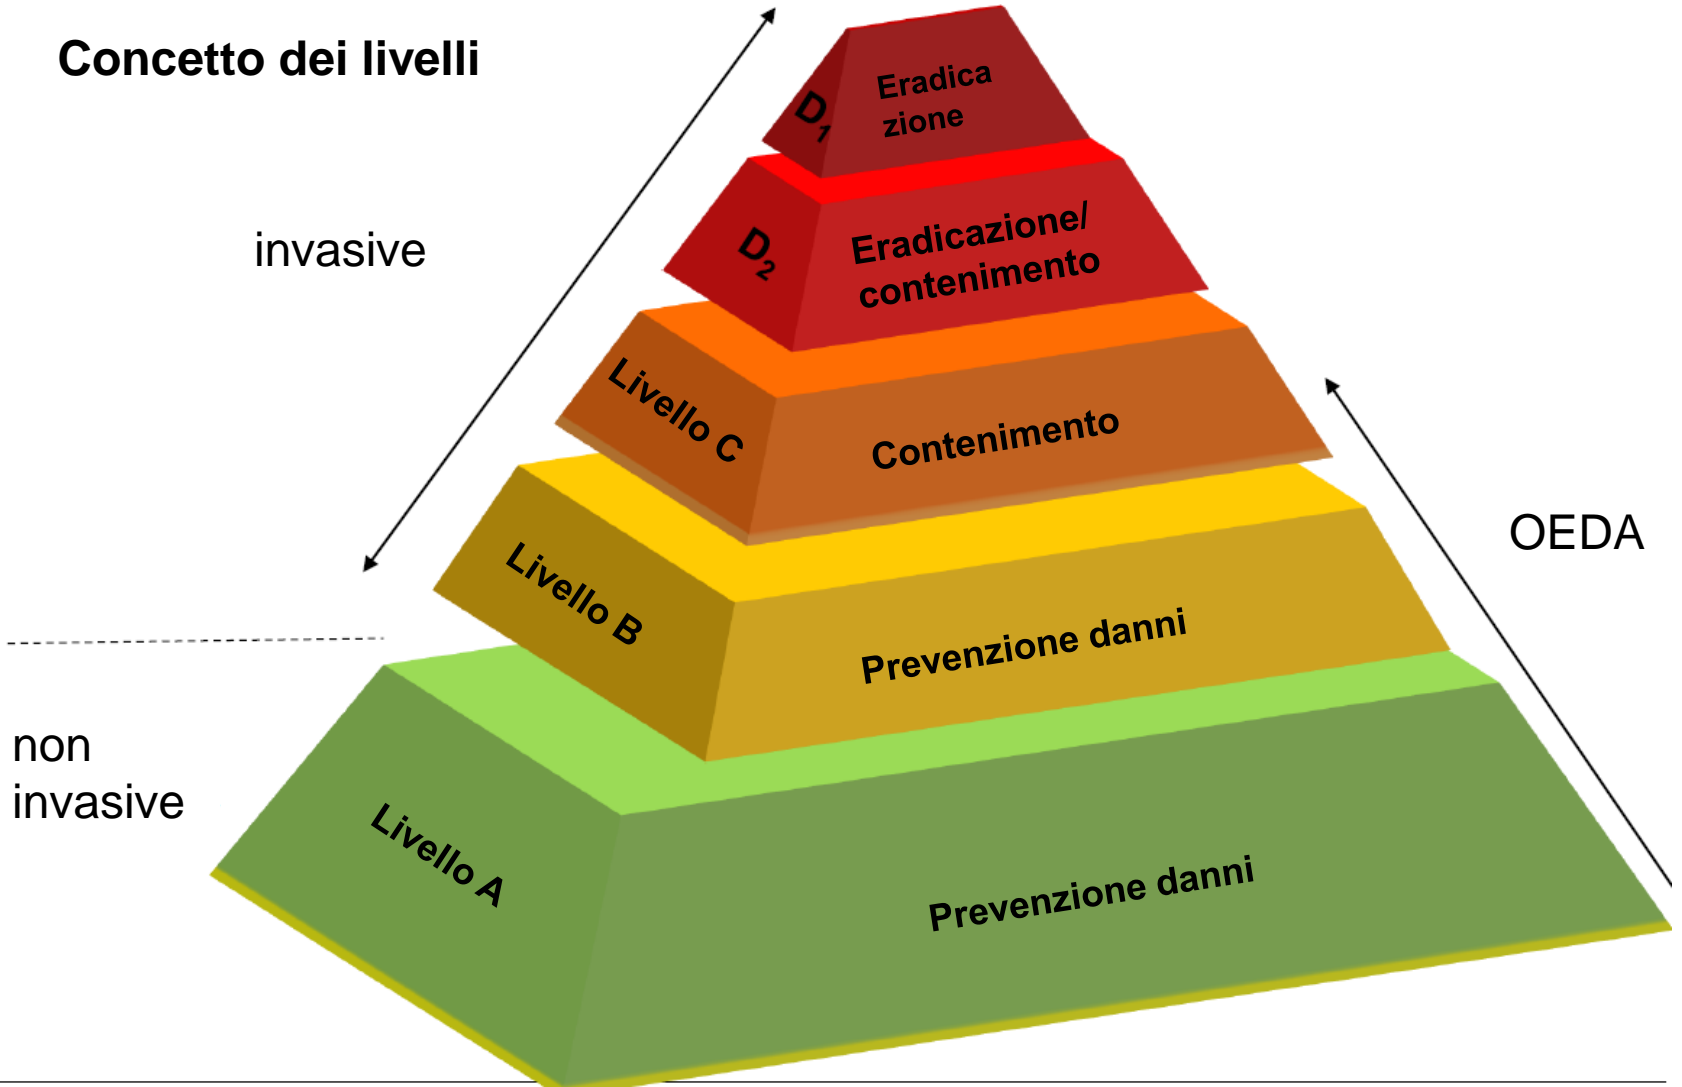 Concetto dei livelli
D1
Eradica
zione
D2
Eradicazione/
contenimento
invasive
Livello C
Contenimento
OEDA
Livello B
Prevenzione danni
non
invasive
Livello A
Prevenzione danni